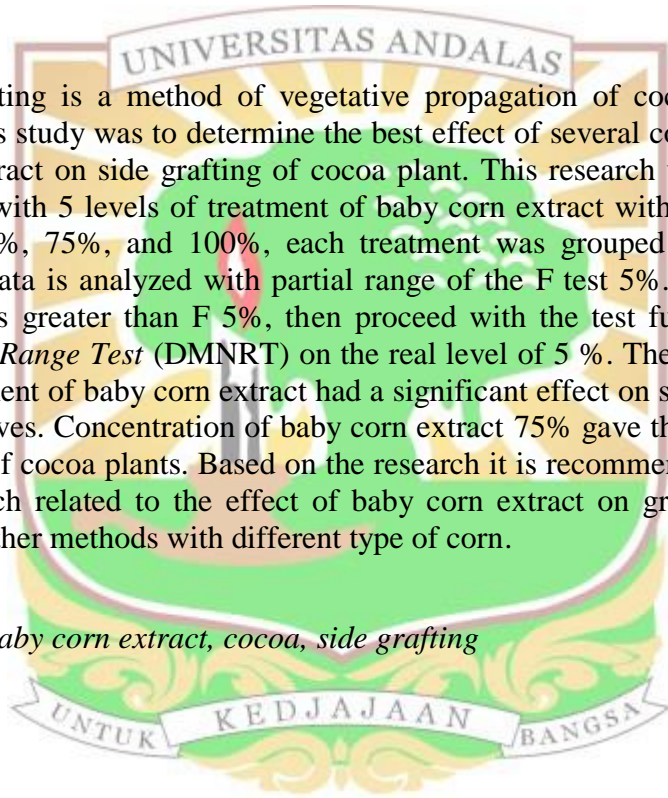 UNIVERSITAS ANDALAS
ting is a method of vegetative propagation of coc
s study was to determine the best effect of several co
ract on side grafting of cocoa plant. This research
with 5 levels of treatment of baby corn extract with
%, 75%, and 100%, each treatment was grouped
ata is analyzed with partial range of the F test 5%.
s greater than F 5%, then proceed with the test fu
Range Test (DMNRT) on the real level of 5 %. The
ent of baby corn extract had a significant effect on s
ves. Concentration of baby corn extract 75% gave th
of cocoa plants. Based on the research it is recomme
ch related to the effect of baby corn extract on gr
ther methods with different type of corn.
aby corn extract, cocoa, side grafting
UNTUK KEDJAJAAN BANGSA